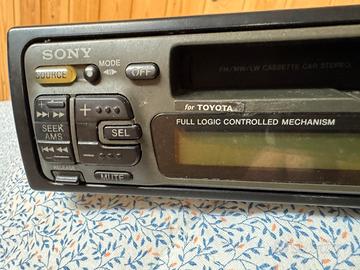 SONY
SOURCE
MODE
OFF
FM/MW/LW CASSETTE CAR STEREO
for TOYOTA
FULL LOGIC CONTROLLED MECHANISM
SEEK
AMS
SEL
RELEASE
MUTE